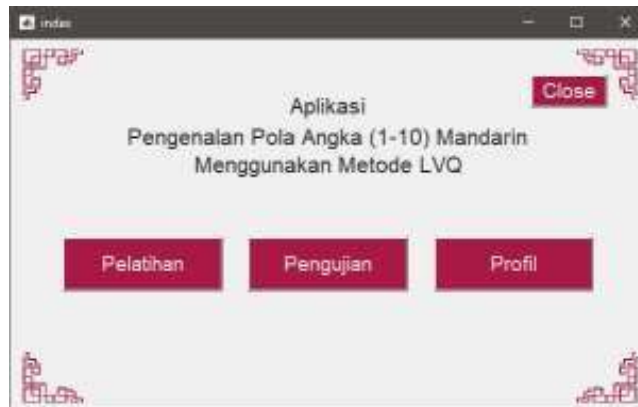 index
Close
Aplikasi
Pengenalan Pola Angka (1-10) Mandarin
Menggunakan Metode LVQ
Pelatihan
Pengujian
Profil